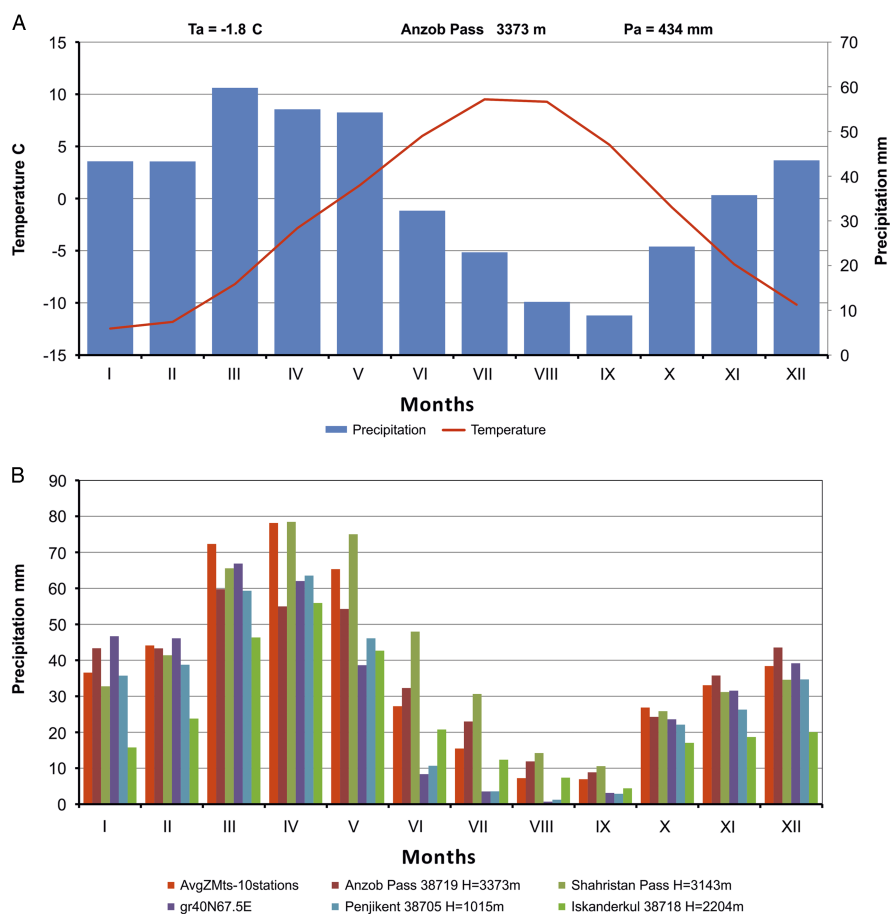 A
Ta = -1.8 C Anzob Pass 3373 m Pa = 434 mm
15 70
10 60
5 50
0 40
-5 30
-10 20
-15 10
0
Temperature C
Precipitation mm
I II III IV V VI VII VIII IX X XI XII
Months
Precipitation Temperature
B
90
80
70
60
50
40
30
20
10
0
Precipitation mm
I II III IV V VI VII VIII IX X XI XII
Months
AvgZMts-10stations Anzob Pass 38719 H=3373m Shahristan Pass H=3143m
gr40N67.5E Penjikent 38705 H=1015m Iskanderkul 38718 H=2204m